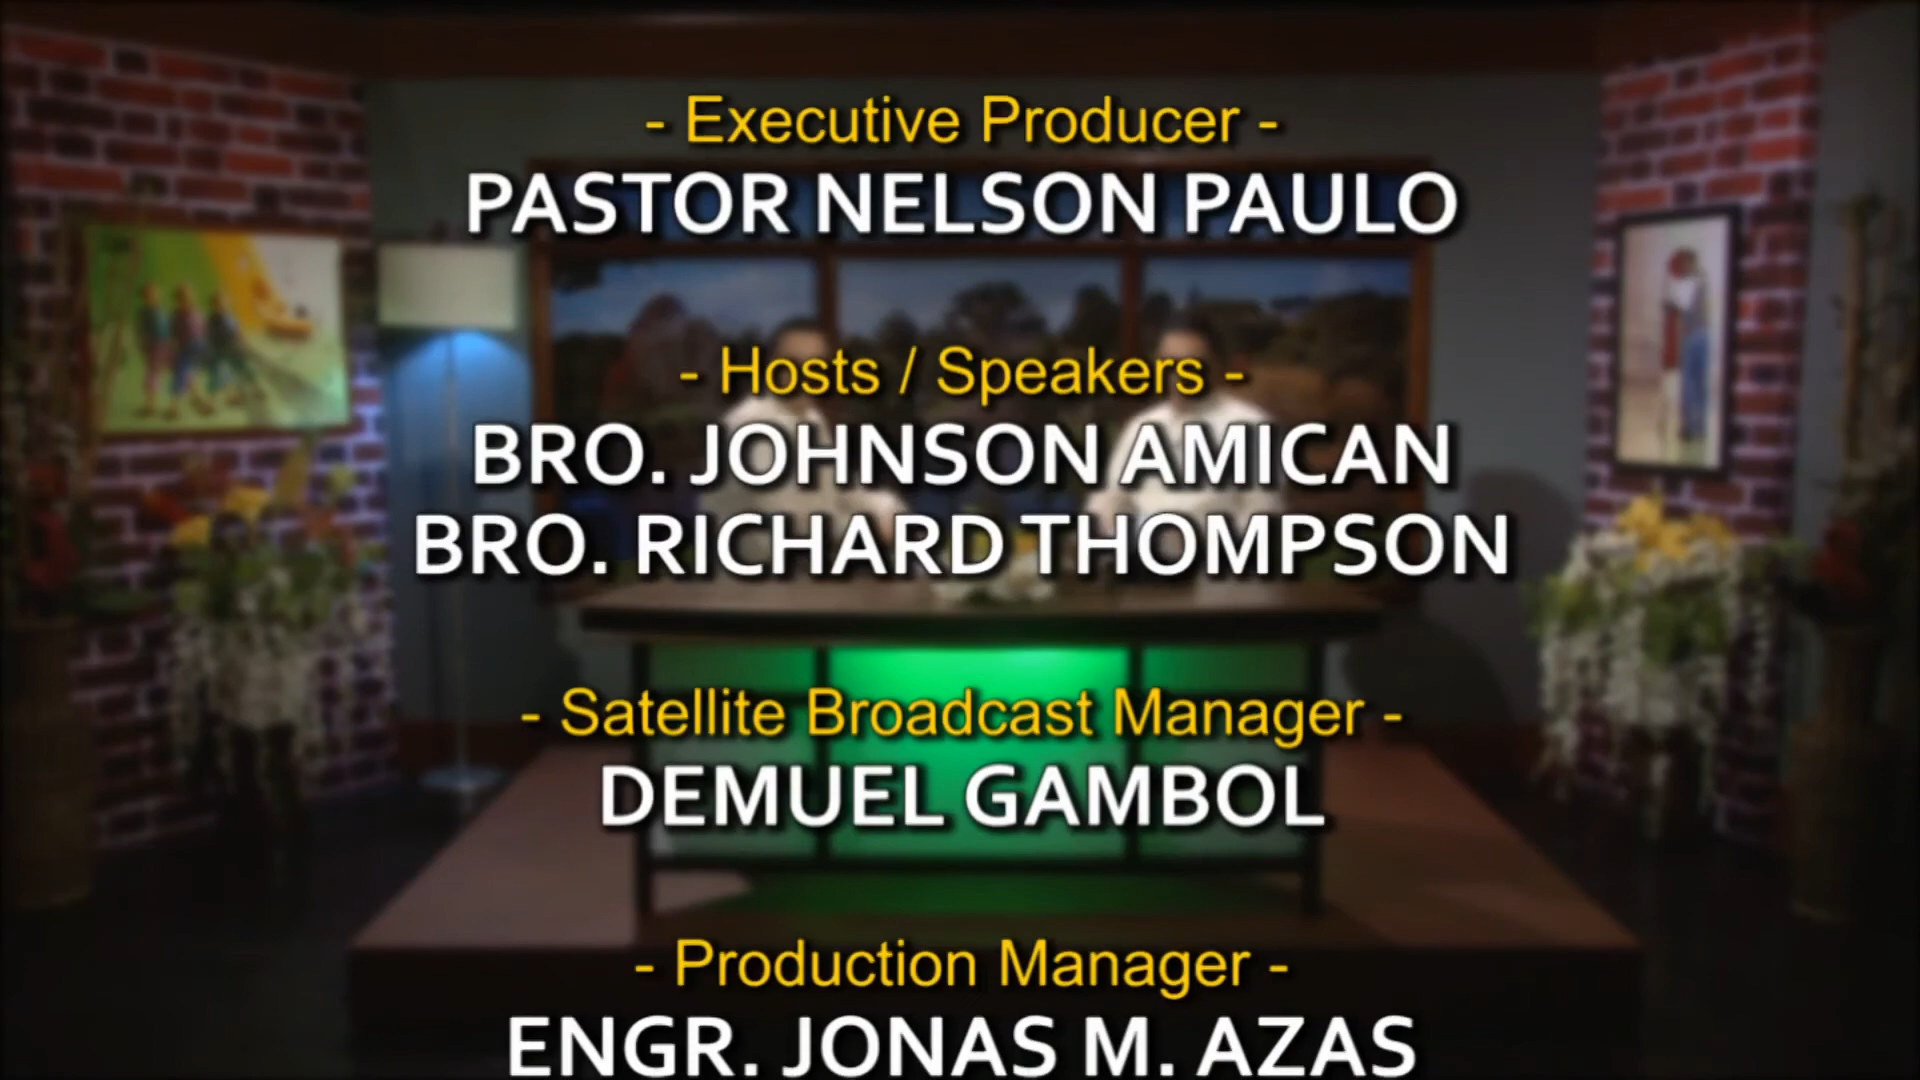 - Executive Producer -
PASTOR NELSON PAULO
- Hosts / Speakers -
BRO. JOHNSON AMICAN
BRO. RICHARD THOMPSON
- Satellite Broadcast Manager -
DEMUEL GAMBOL
- Production Manager -
ENGR. JONAS M. AZAS